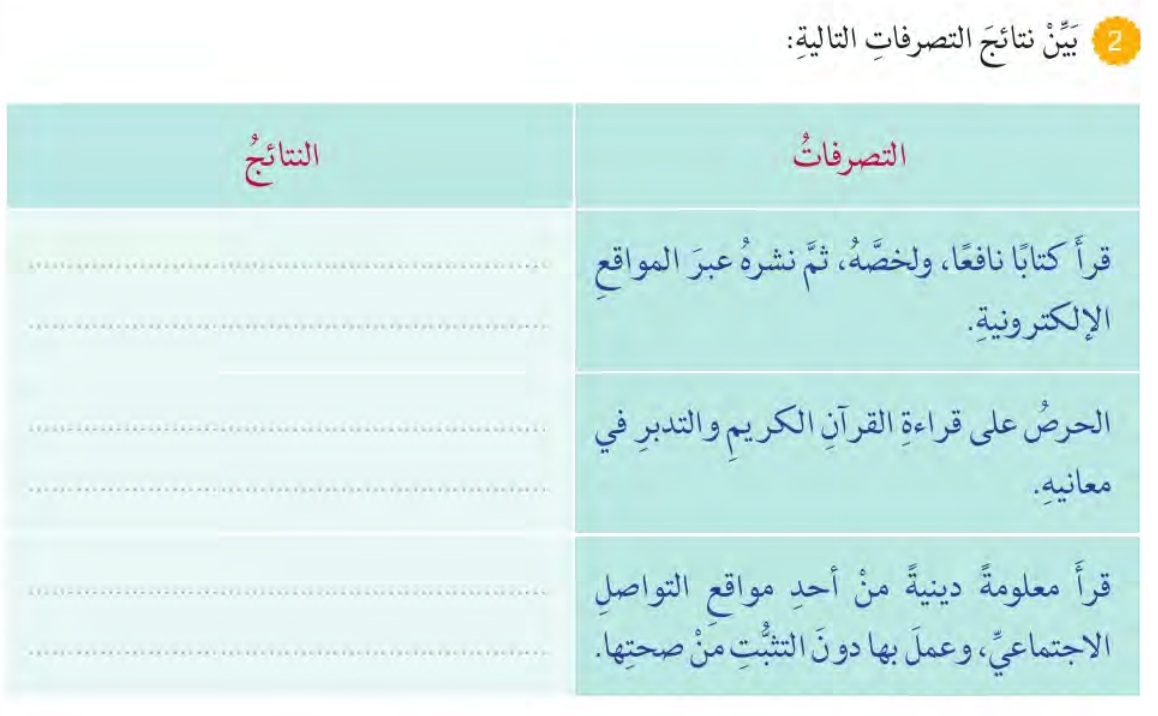 2 بَيِّنْ نتائجَ التصرفاتِ التاليةِ:
التصرفاتُ
النتائجُ
قرأَ كتابًا نافعًا، ولخصَّهُ، ثمَّ نشرهُ عبرَ المواقعِ
الإلكترونيةِ.
الحرصُ على قراءةِ القرآنِ الكريمِ والتدبرِ في
معانيهِ.
قرأَ معلومةً دينيةً منْ أحدِ مواقعِ التواصلِ
الاجتماعيِّ، وعملَ بها دونَ التثبُّتِ منْ صحتِها.